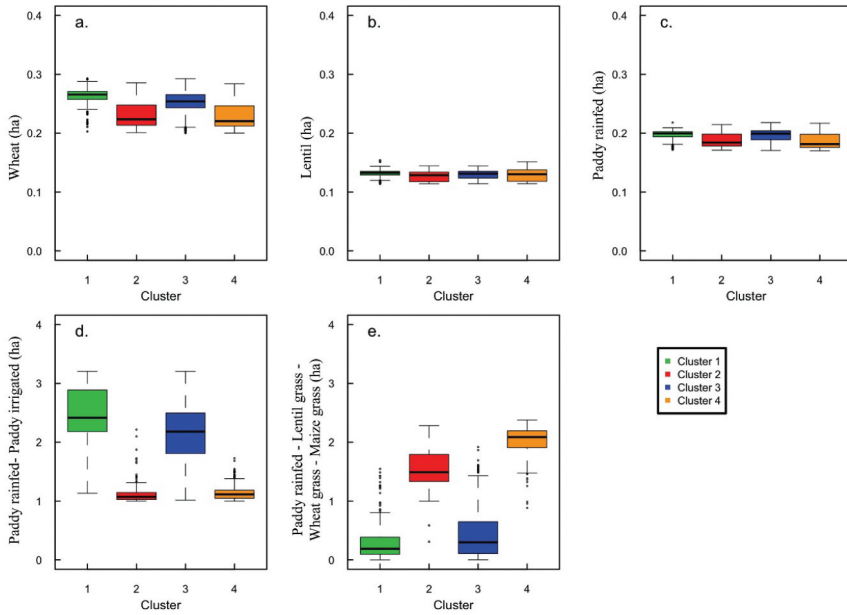 a.
Wheat (ha)
0.4
0.3
0.2
0.1
0.0
1 2 3 4
Cluster
b.
Lentil (ha)
0.4
0.3
0.2
0.1
0.0
1 2 3 4
Cluster
c.
Paddy rainfed (ha)
0.4
0.3
0.2
0.1
0.0
1 2 3 4
Cluster
d.
Paddy rainfed- Paddy irrigated (ha)
4
3
2
1
0
1 2 3 4
Cluster
e.
Paddy rainfed - Lentil grass -
Wheat grass - Maize grass (ha)
4
3
2
1
0
1 2 3 4
Cluster
Cluster 1
Cluster 2
Cluster 3
Cluster 4